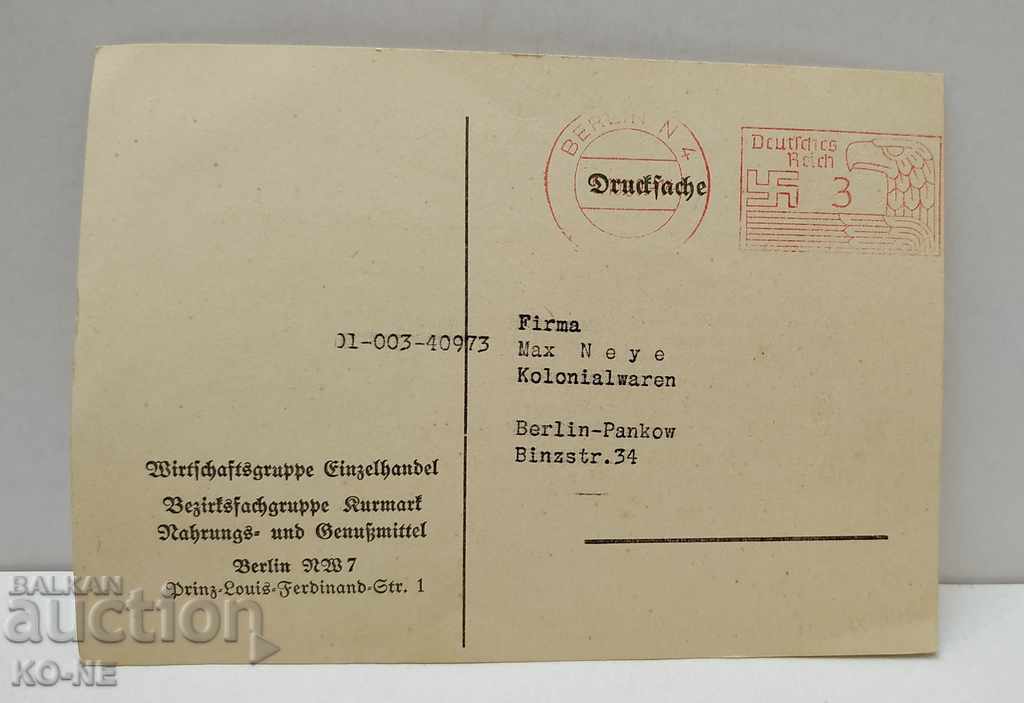 BERLIN N 4
Drucksache
Deutsches
Reich
3
01-003-40973
Firma
Max Neye
Kolonialwaren
Berlin-Pankow
Binzstr.34
Wirtschaftsgruppe Einzelhandel
Bezirksfachgruppe Kurmark
Nahrungs- und Genußmittel
Berlin NW 7
Prinz-Louis-Ferdinand-Str. 1
BALKAN
auction
KO-NE